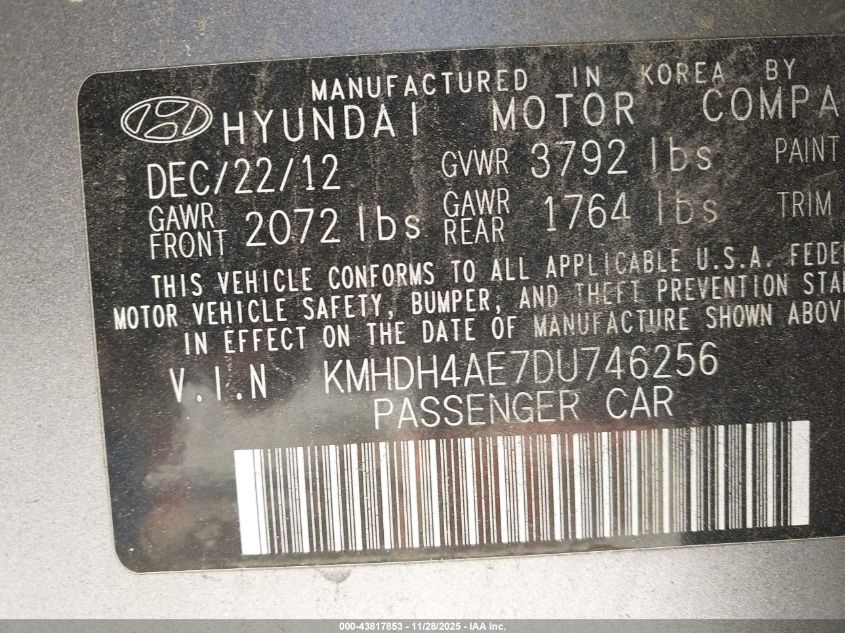 MANUFACTURED IN KOREA BY
HYUNDAI MOTOR COMPA
DEC/22/12 GVWR 3792 lbs PAINT
GAWR FRONT 2072 lbs GAWR REAR 1764 lbs TRIM
THIS VEHICLE CONFORMS TO ALL APPLICABLE U.S.A. FEDE
MOTOR VEHICLE SAFETY, BUMPER, AND THEFT PREVENTION STA
IN EFFECT ON THE DATE OF MANUFACTURE SHOWN ABOV
V.I.N KMHDH4AE7DU746256
PASSENGER CAR
000-43817853 - 11/28/2025 - IAA Inc.